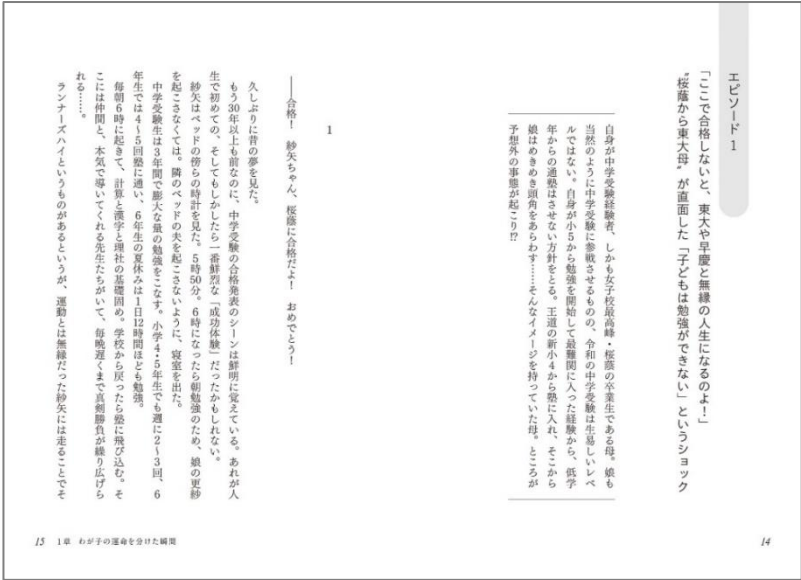 エピソード 1
「ここで合格しないと、東大や早慶と無縁の人生になるのよ！」
〝桜蔭から東大母〟が直面した「子どもは勉強ができない」というショック
自身が中学受験経験者、しかも女子校最高峰・桜蔭の卒業生である母。娘も
当然のように中学受験に参戦させるものの、令和の中学受験は生易しいレベ
ルではない。自身が小5から勉強を開始して最難関に入った経験から、低学
年からの通塾はさせない方針をとる。王道の新小4から塾に入れ、そこから
娘はめきめき頭角をあらわす……そんなイメージを持っていた母。ところが
予想外の事態が起こり!?
14
1
――合格！　紗矢ちゃん、桜蔭に合格だよ！　おめでとう！
久しぶりに昔の夢を見た。
もう30年以上も前なのに、中学受験の合格発表のシーンは鮮明に覚えている。あれが人
生で初めての、そしてもしかしたら一番鮮烈な「成功体験」だったかもしれない。
紗矢はベッドの傍らの時計を見た。5時50分。6時になったら朝勉強のため、娘の更紗
を起こさなくては。隣のベッドの夫を起こさないように、寝室を出た。
中学受験生は3年間で膨大な量の勉強をこなす。小学4・5年生でも週に2～3回、6
年生では4～5回塾に通い、6年生の夏休みは1日12時間ほども勉強。
毎朝6時に起きて、計算と漢字と理社の基礎固め。学校から戻ったら塾に飛び込む。そ
こには仲間と、本気で導いてくれる先生たちがいて、毎晩遅くまで真剣勝負が繰り広げら
れる……。
ランナーズハイというものがあるというが、運動とは無縁だった紗矢には走ることでそ
15　1章　わが子の運命を分けた瞬間